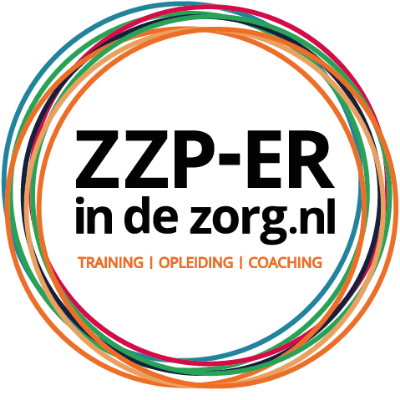 ZZP-ER
in de zorg.nl
TRAINING | OPLEIDING | COACHING